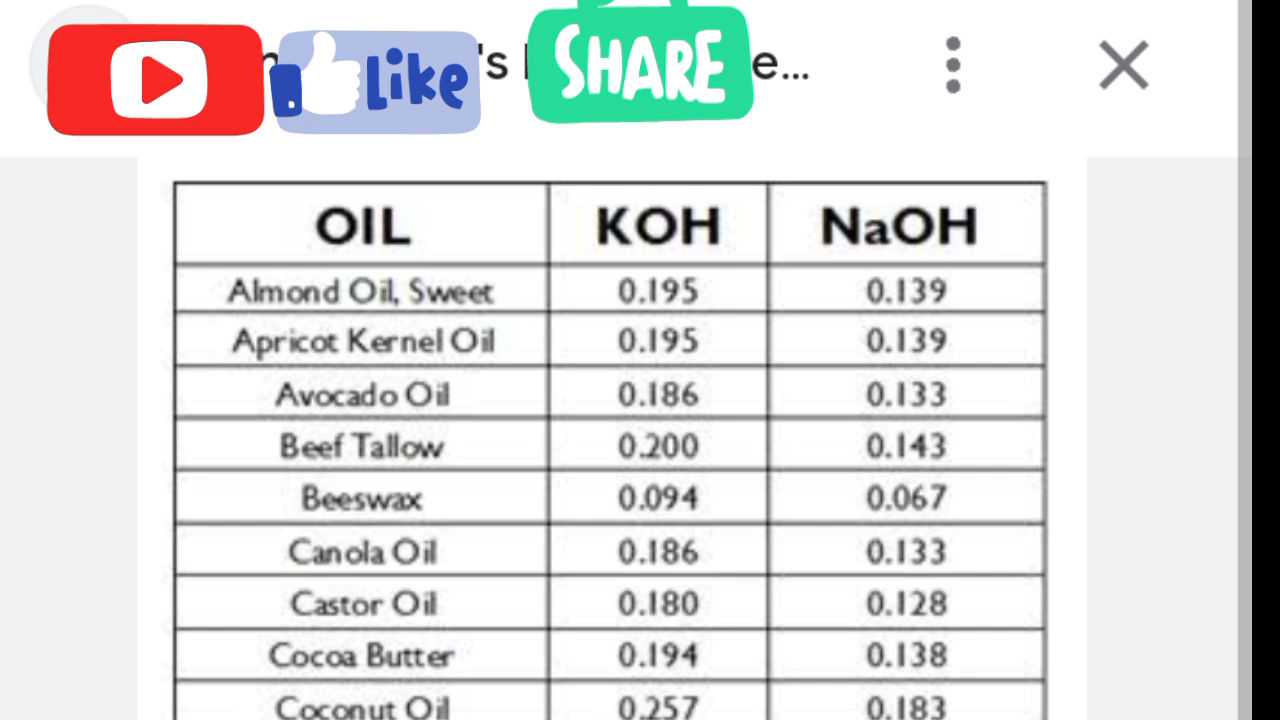 Like
's
SHARE
e...
OIL KOH NaOH
Almond Oil, Sweet 0.195 0.139
Apricot Kernel Oil 0.195 0.139
Avocado Oil 0.186 0.133
Beef Tallow 0.200 0.143
Beeswax 0.094 0.067
Canola Oil 0.186 0.133
Castor Oil 0.180 0.128
Cocoa Butter 0.194 0.138
Coconut Oil 0.257 0.183